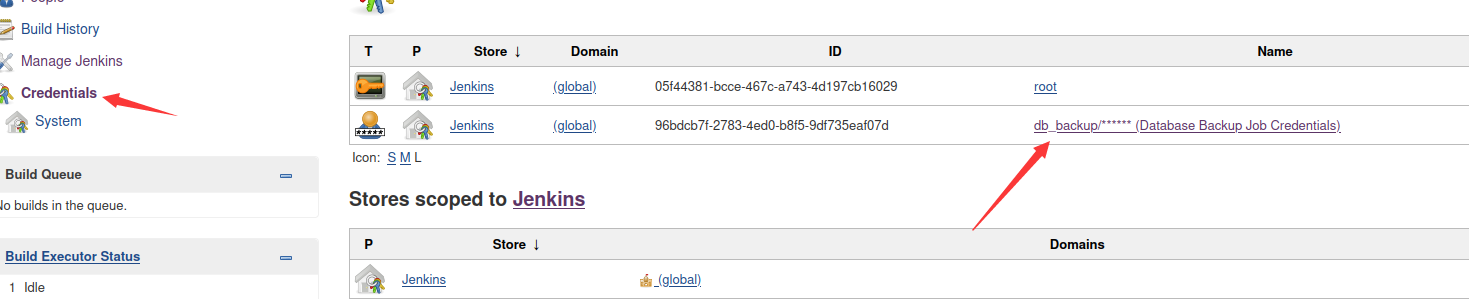 People
Build History
Manage Jenkins
Credentials
System
Build Queue
No builds in the queue.
Build Executor Status
1 Idle
T P Store ↓ Domain ID Name
Jenkins (global) 05f44381-bcce-467c-a743-4d197cb16029 root
Jenkins (global) 96bdcb7f-2783-4ed0-b8f5-9df735eaf07d db_backup/****** (Database Backup Job Credentials)
Icon: S M L
Stores scoped to Jenkins
P Store ↓ Domains
Jenkins (global)